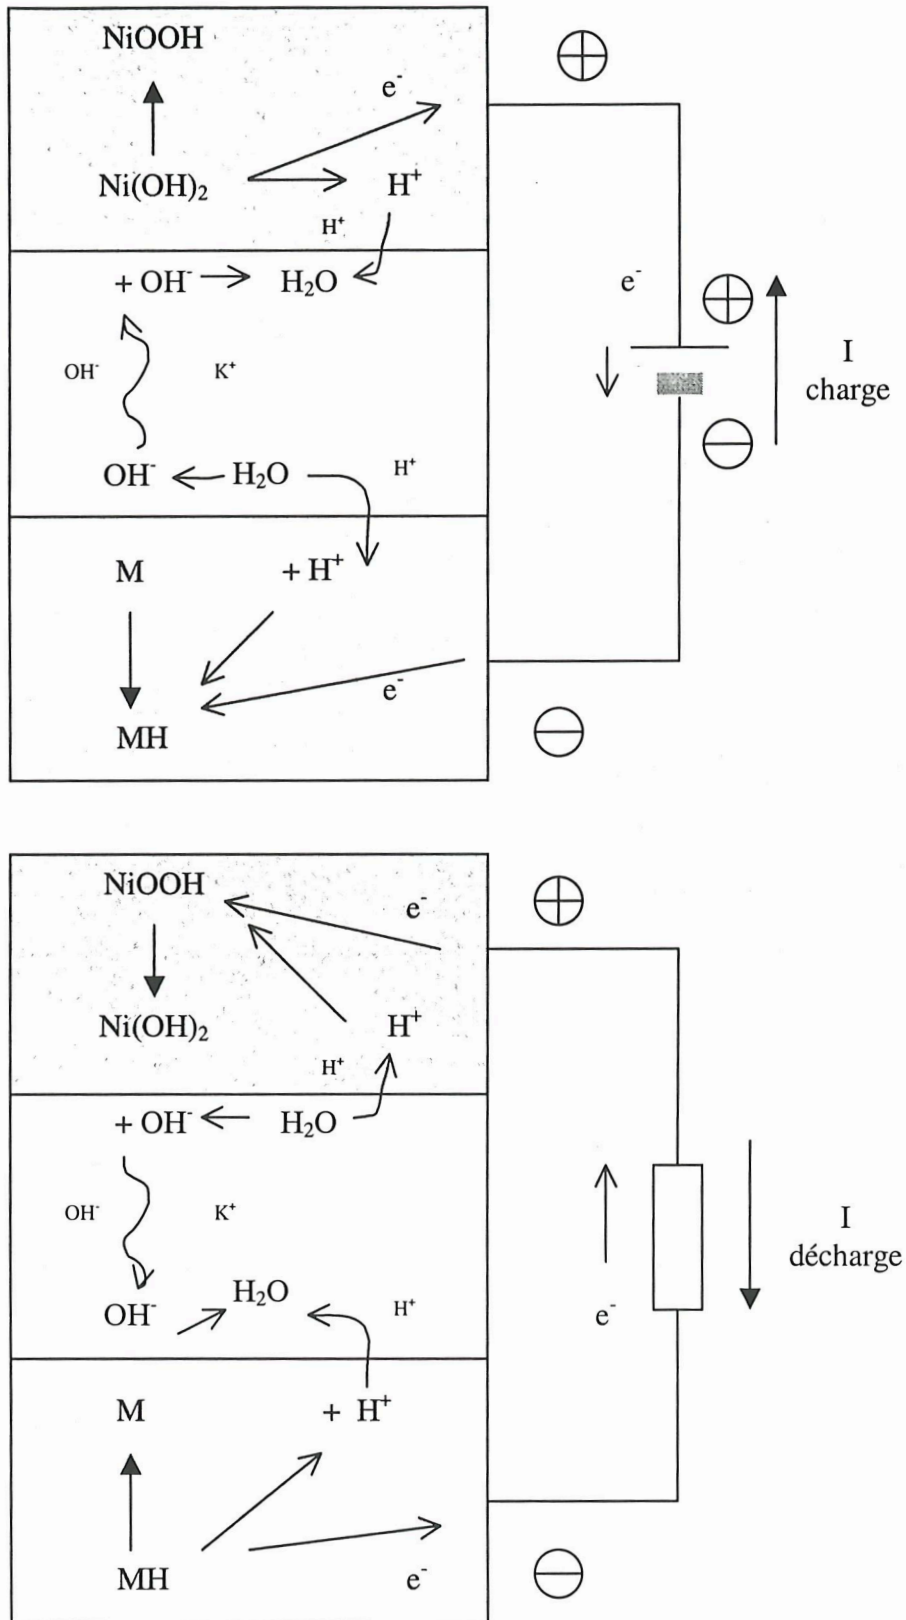 NiOOH
e⁻
Ni(OH)₂ H⁺
H⁺
+ OH⁻ H₂O
e⁻
OH⁻ K⁺
I
charge
OH⁻ H₂O H⁺
M + H⁺
e⁻
MH
NiOOH
e⁻
Ni(OH)₂ H⁺
H⁺
+ OH⁻ H₂O
OH⁻ K⁺
I
décharge
H₂O
OH⁻ H⁺
e⁻
M + H⁺
MH e⁻